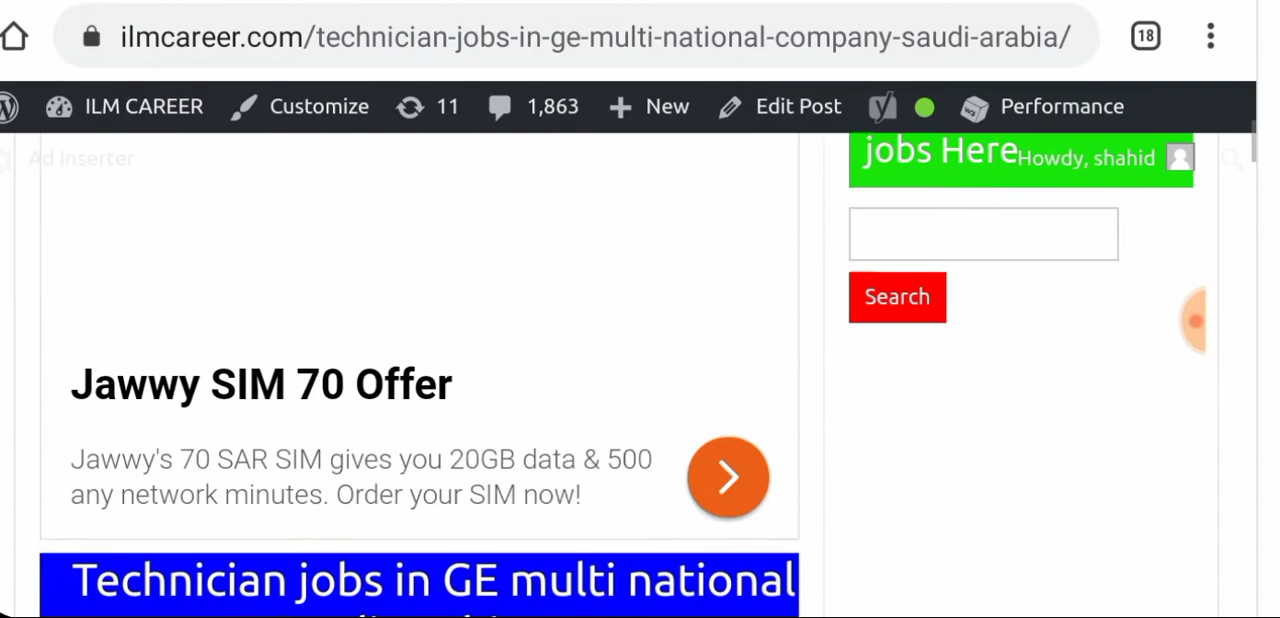 ilmcareer.com/technician-jobs-in-ge-multi-national-company-saudi-arabia/ 18
ILM CAREER Customize 11 1,863 New Edit Post Performance
Ad Inserter
jobs Here
Howdy, shahid
Search
Jawwy SIM 70 Offer
Jawwy's 70 SAR SIM gives you 20GB data & 500
any network minutes. Order your SIM now!
Technician jobs in GE multi national